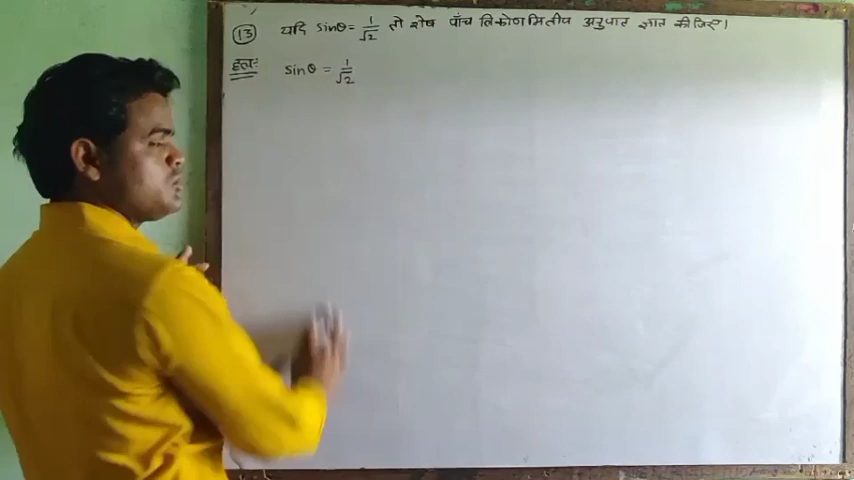 (13) यदि sinθ = 1/√2 तो शेष पाँच त्रिकोणमितीय अनुपात ज्ञात कीजिए।
हल:- sinθ = 1/√2